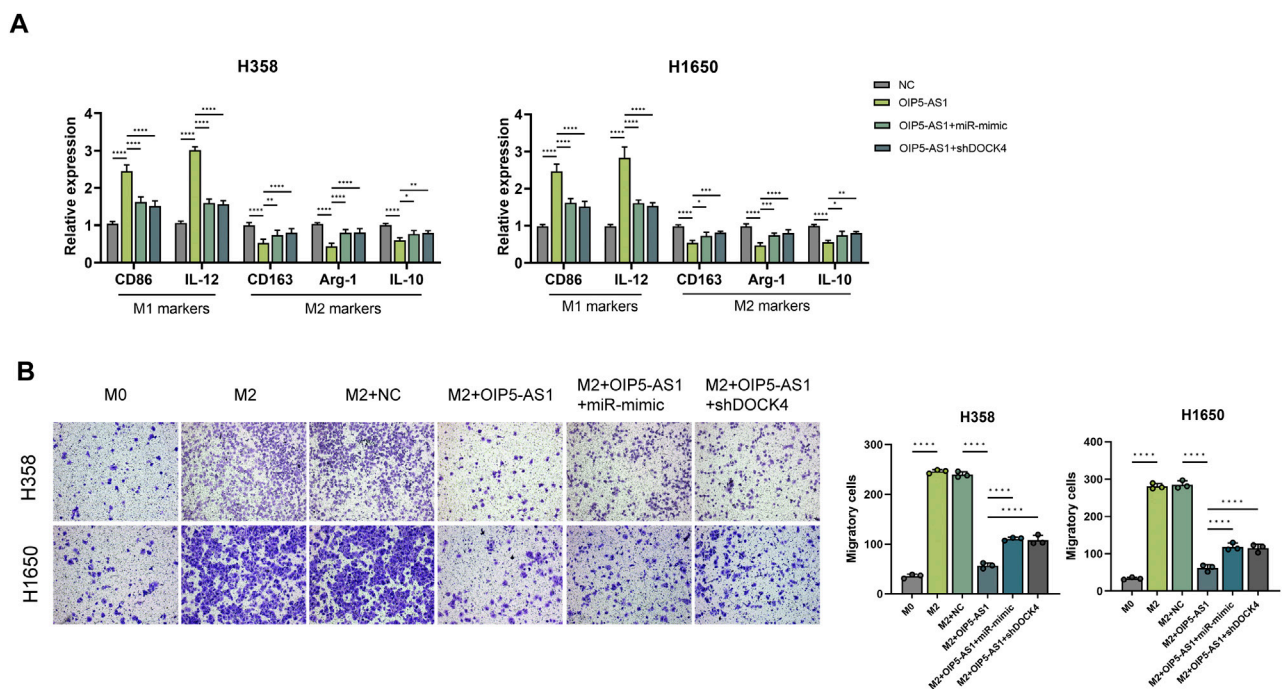 A
H358
H1650
NC
OIP5-AS1
OIP5-AS1+miR-mimic
OIP5-AS1+shDOCK4
Relative expression
4
3
2
1
0
**** **** ****
**** **** ****
**** ** ****
**** **** ****
**** * **
CD86 IL-12 CD163 Arg-1 IL-10
M1 markers M2 markers
Relative expression
4
3
2
1
0
**** **** ****
**** **** ****
**** * ***
**** *** ****
**** * **
CD86 IL-12 CD163 Arg-1 IL-10
M1 markers M2 markers
B
M0
M2
M2+NC
M2+OIP5-AS1
M2+OIP5-AS1
+miR-mimic
M2+OIP5-AS1
+shDOCK4
H358
H1650
H358
Migratory cells
300
200
100
0
**** **** **** ****
M0
M2
M2+NC
M2+OIP5-AS1
M2+OIP5-AS1+miR-mimic
M2+OIP5-AS1+shDOCK4
H1650
Migratory cells
400
300
200
100
0
**** **** **** ****
M0
M2
M2+NC
M2+OIP5-AS1
M2+OIP5-AS1+miR-mimic
M2+OIP5-AS1+shDOCK4